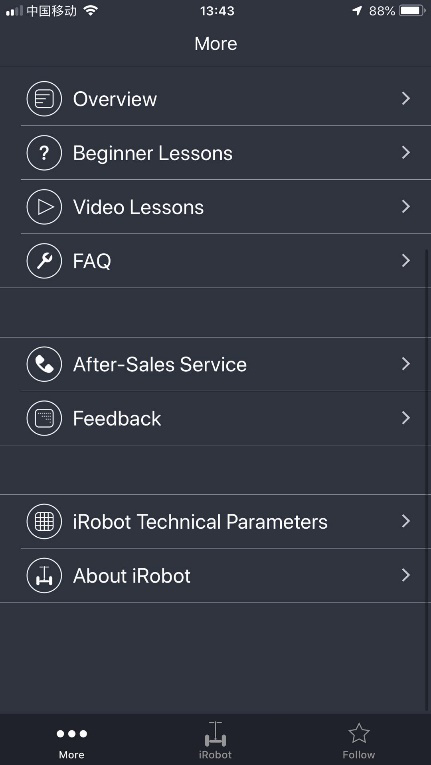 中国移动 13:43 88%
More
Overview
? Beginner Lessons
Video Lessons
FAQ
After-Sales Service
Feedback
iRobot Technical Parameters
About iRobot
More iRobot Follow